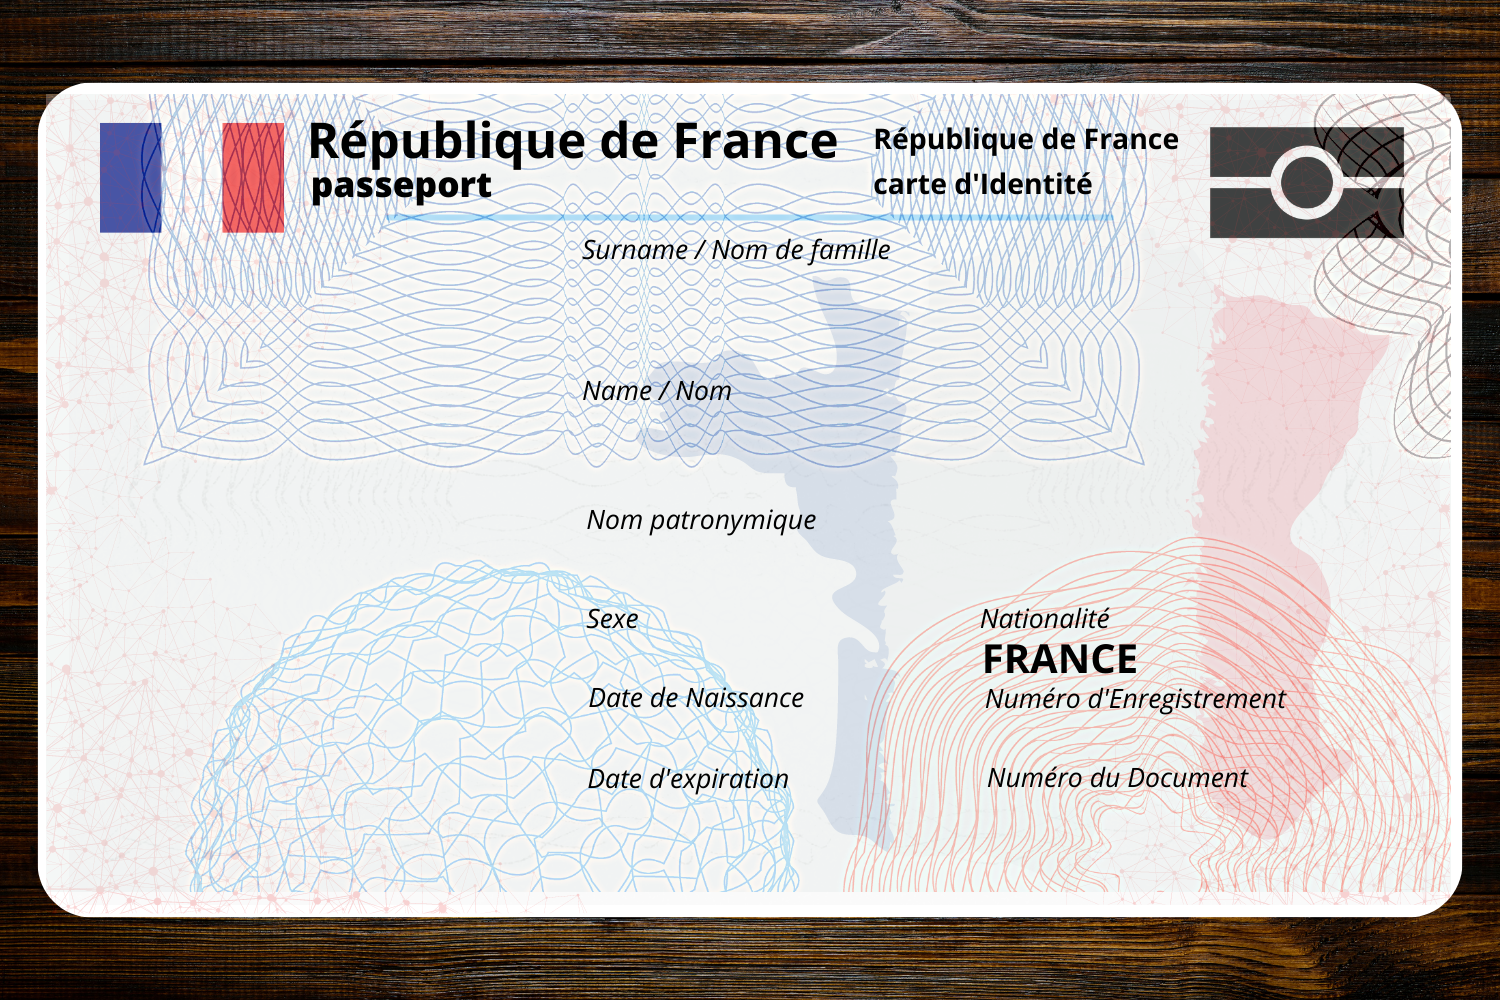 République de France
passeport
République de France
carte d'Identité
Surname / Nom de famille
Name / Nom
Nom patronymique
Sexe
Nationalité
FRANCE
Date de Naissance
Numéro d'Enregistrement
Date d'expiration
Numéro du Document